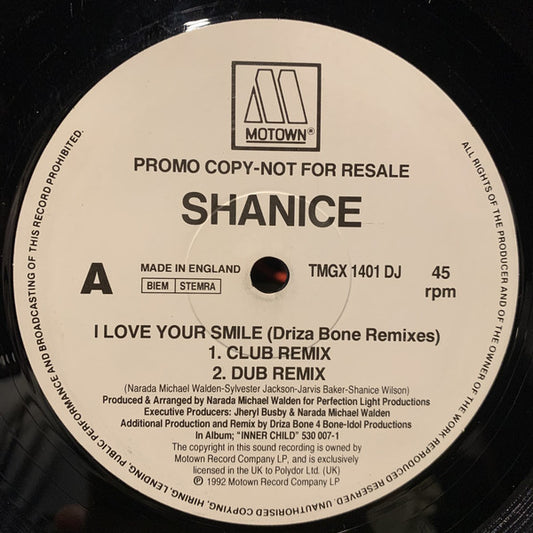 MOTOWN®
PROMO COPY-NOT FOR RESALE
SHANICE
A
MADE IN ENGLAND
BIEM STEMRA
TMGX 1401 DJ
45
rpm
I LOVE YOUR SMILE (Driza Bone Remixes)
1. CLUB REMIX
2. DUB REMIX
(Narada Michael Walden-Sylvester Jackson-Jarvis Baker-Shanice Wilson)
Produced & Arranged by Narada Michael Walden for Perfection Light Productions
Executive Producers: Jheryl Busby & Narada Michael Walden
Additional Production and Remix by Driza Bone 4 Bone-Idol Productions
In Album; "INNER CHILD" 530 007-1
The copyright in this sound recording is owned by
Motown Record Company LP, and is exclusively
licensed in the UK to Polydor Ltd. (UK)
Ⓟ 1992 Motown Record Company LP
ALL RIGHTS OF THE PRODUCER AND OF THE OWNER OF THE WORK REPRODUCED RESERVED. UNAUTHORISED COPYING, HIRING, LENDING, PUBLIC PERFORMANCE AND BROADCASTING OF THIS RECORD PROHIBITED.